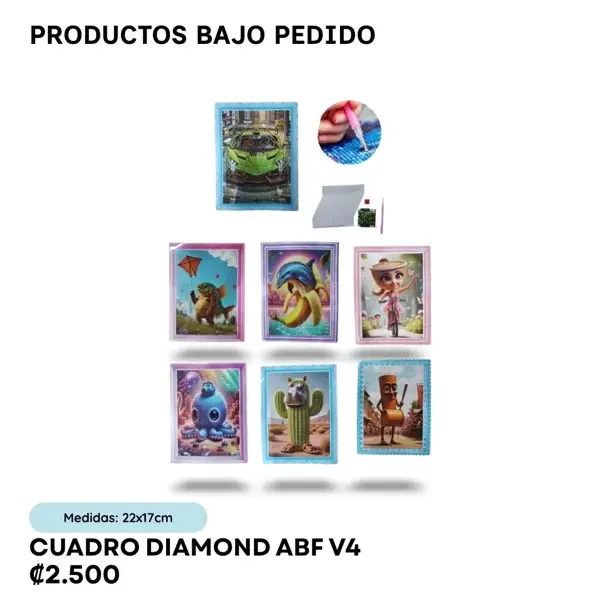 PRODUCTOS BAJO PEDIDO
Medidas: 22x17cm
CUADRO DIAMOND ABF V4
₡2.500